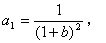 a₁ = 1/(1+b)²,